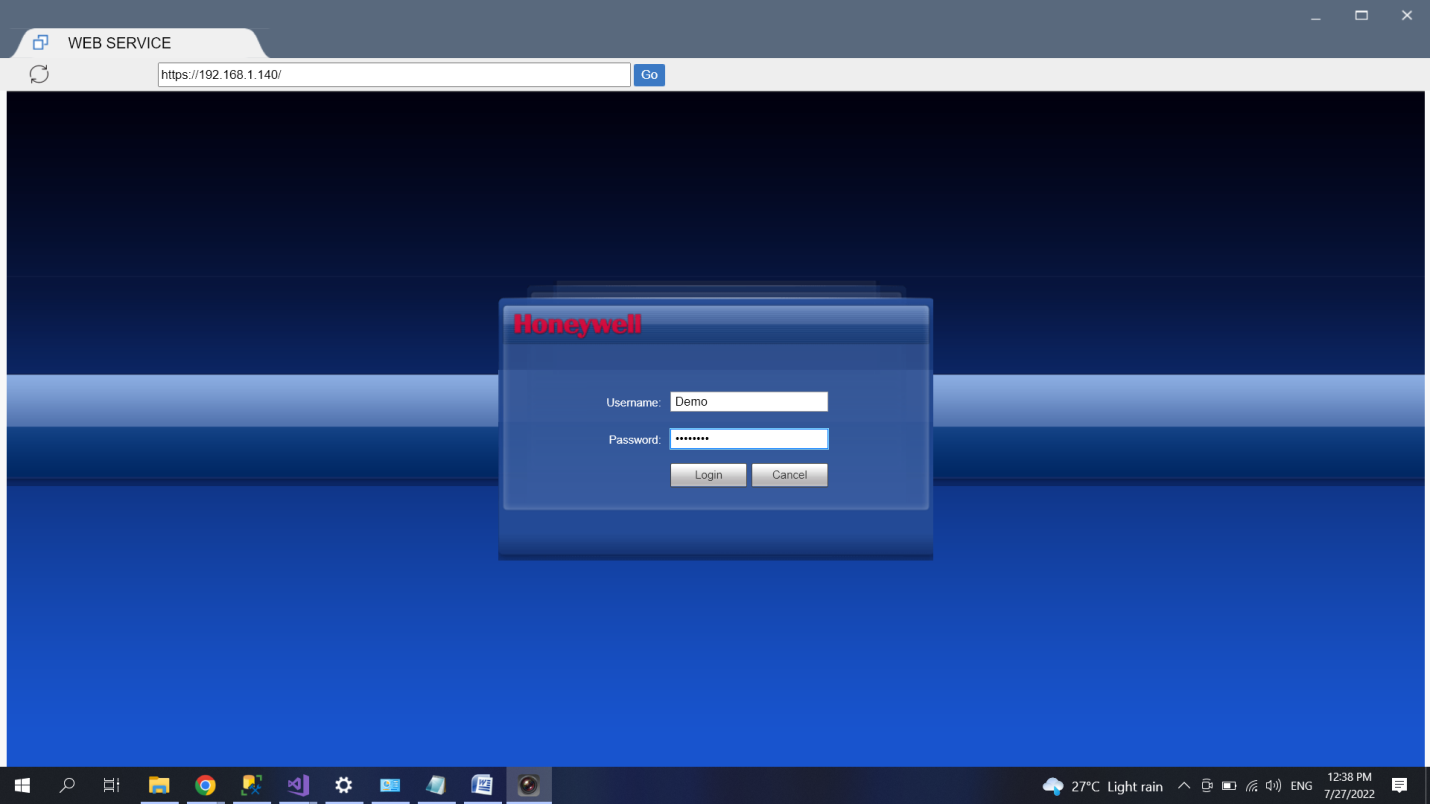 WEB SERVICE
https://192.168.1.140/
Go
Honeywell
Username:
Demo
Password:
••••••••
Login
Cancel
27°C Light rain
ENG
12:38 PM
7/27/2022